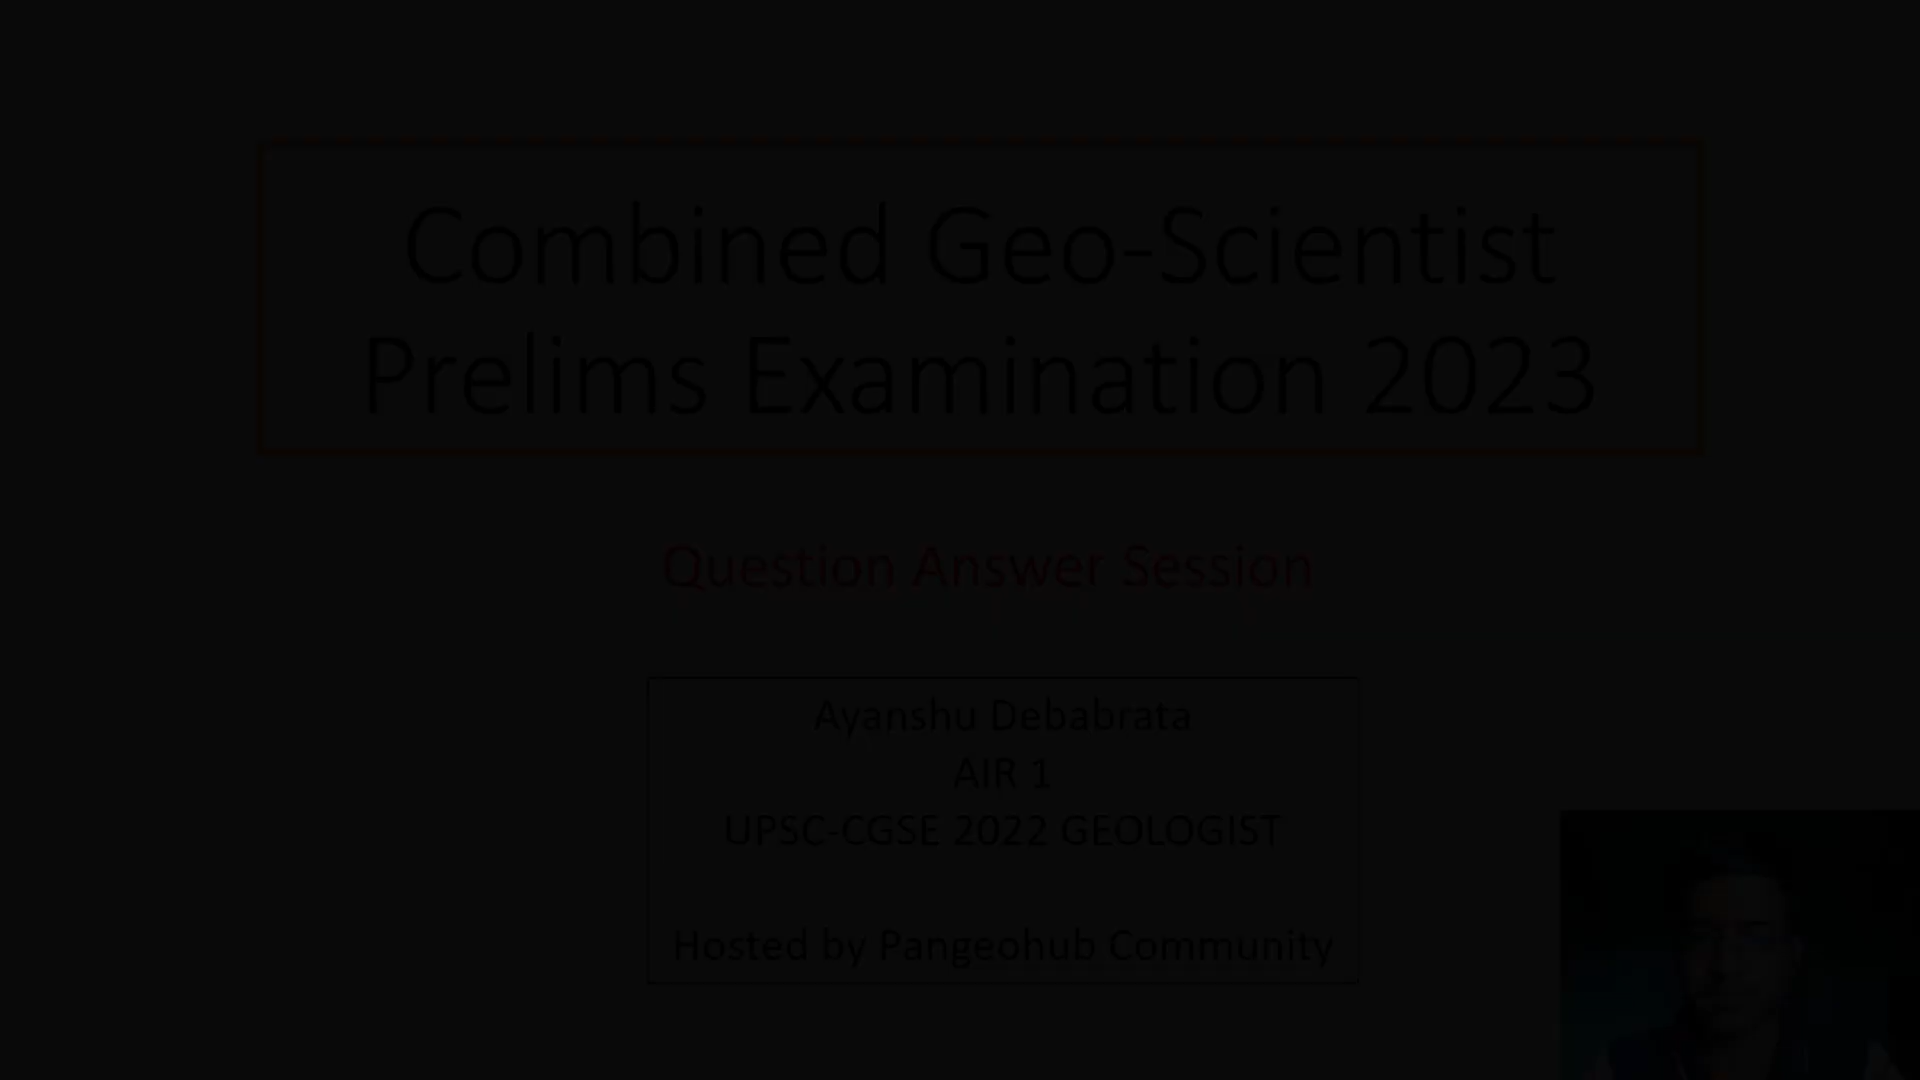 Combined Geo-Scientist
Prelims Examination 2023
Question Answer Session
Ayanshu Debabrata
AIR 1
UPSC-CGSE 2022 GEOLOGIST
Hosted by Pangeohub Community